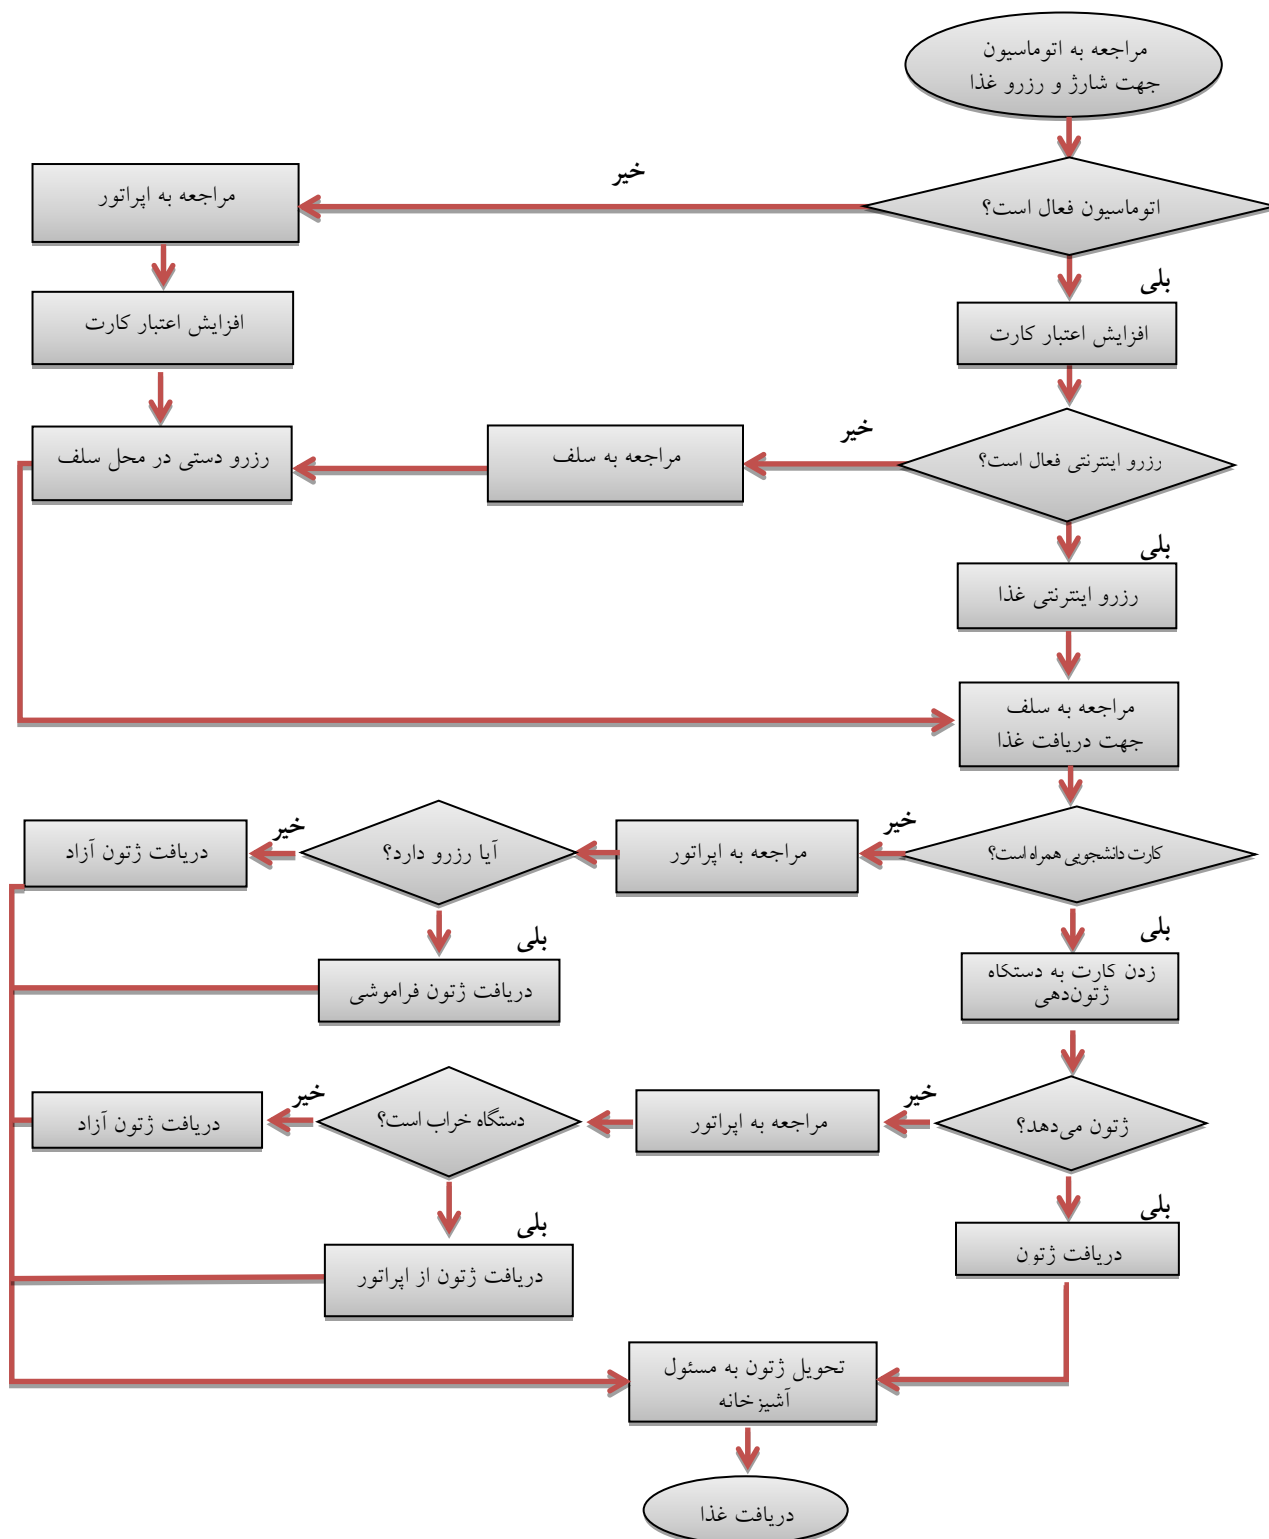 مراجعه به اتوماسیون
جهت شارژ و رزرو غذا
اتوماسیون فعال است؟
خیر
مراجعه به اپراتور
افزایش اعتبار کارت
بلی
افزایش اعتبار کارت
رزرو اینترنتی فعال است؟
خیر
مراجعه به سلف
رزرو دستی در محل سلف
بلی
رزرو اینترنتی غذا
مراجعه به سلف
جهت دریافت غذا
کارت دانشجویی همراه است؟
خیر
مراجعه به اپراتور
آیا رزرو دارد؟
خیر
دریافت ژتون آزاد
بلی
دریافت ژتون فراموشی
بلی
زدن کارت به دستگاه
ژتون‌دهی
ژتون می‌دهد؟
خیر
مراجعه به اپراتور
دستگاه خراب است؟
خیر
دریافت ژتون آزاد
بلی
دریافت ژتون از اپراتور
بلی
دریافت ژتون
تحویل ژتون به مسئول
آشپزخانه
دریافت غذا